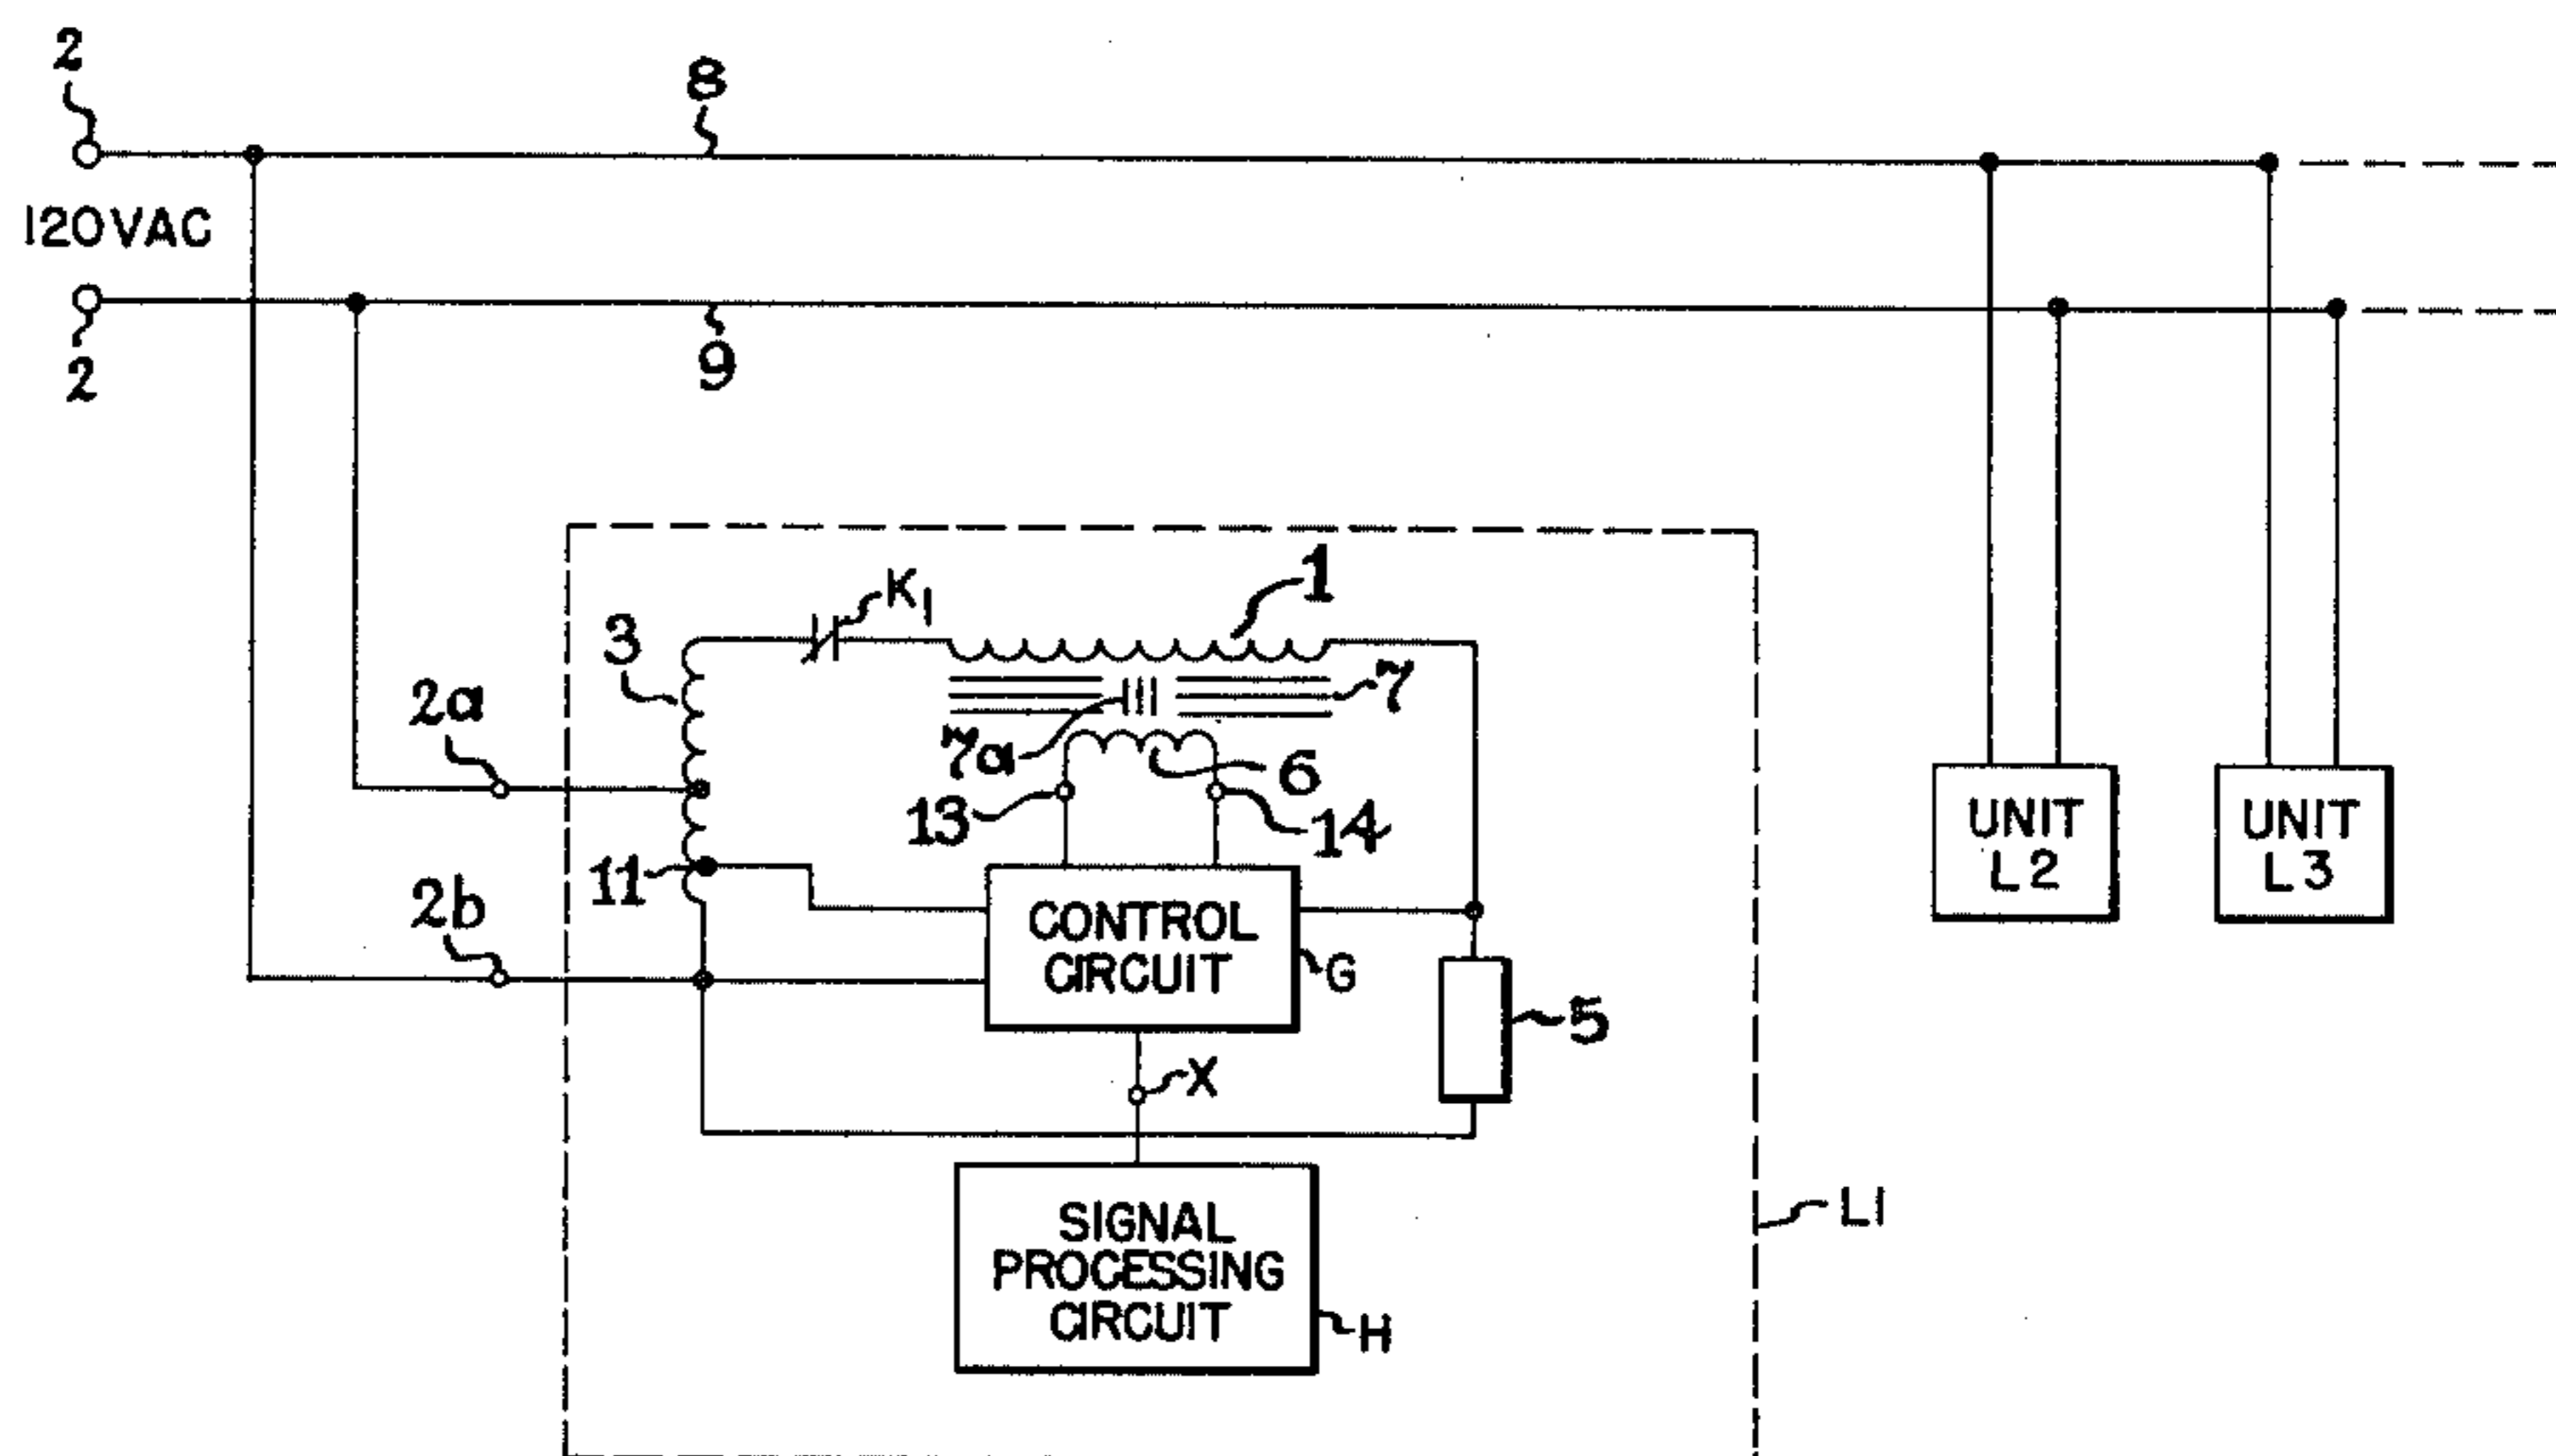 2
8
120VAC
2
9
K1
1
3
7
2a
7a
6
13
14
11
2b
CONTROL
CIRCUIT
G
5
X
UNIT
L2
UNIT
L3
SIGNAL
PROCESSING
CIRCUIT
H
L1